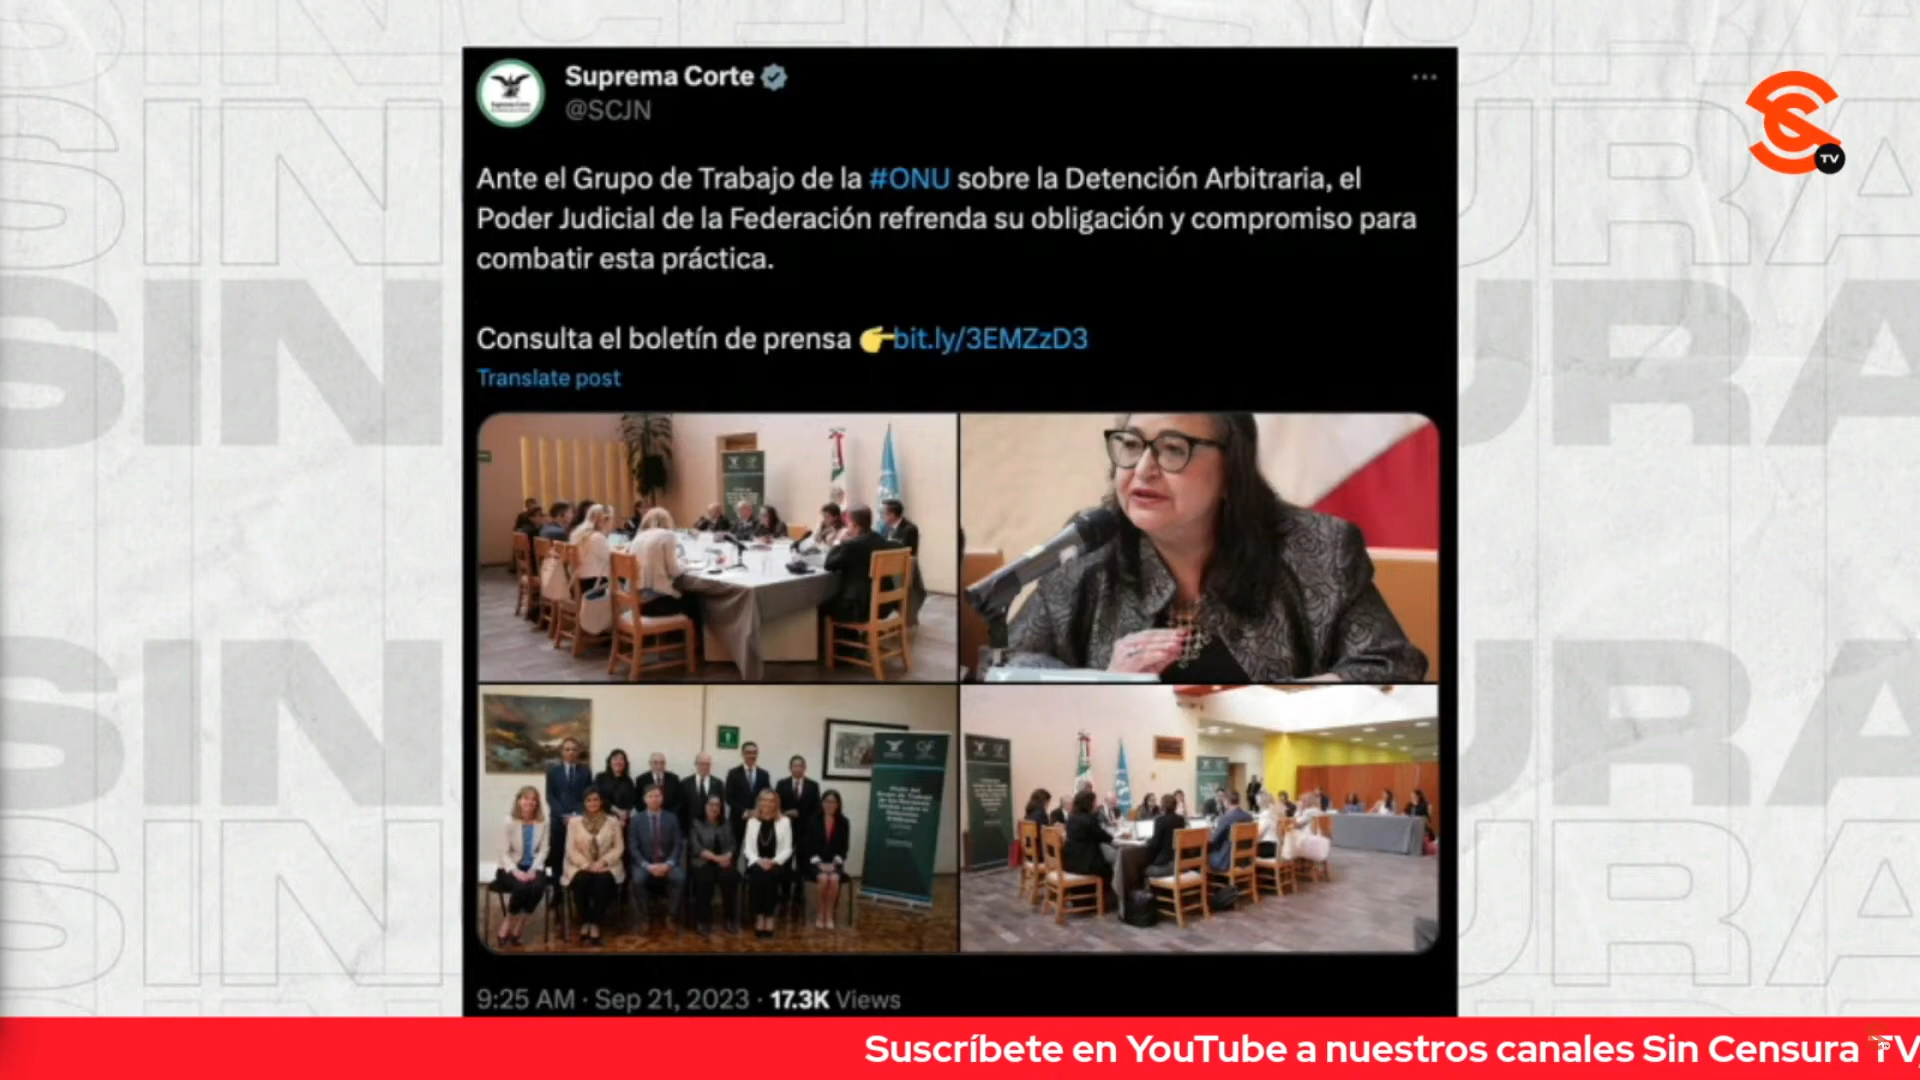 SIN CENSURA
Suprema Corte
@SCJN
TV
Ante el Grupo de Trabajo de la #ONU sobre la Detención Arbitraria, el
Poder Judicial de la Federación refrenda su obligación y compromiso para
combatir esta práctica.
Consulta el boletín de prensa 👉bit.ly/3EMZzD3
Translate post
9:25 AM · Sep 21, 2023 · 17.3K Views
Suscríbete en YouTube a nuestros canales Sin Censura TV